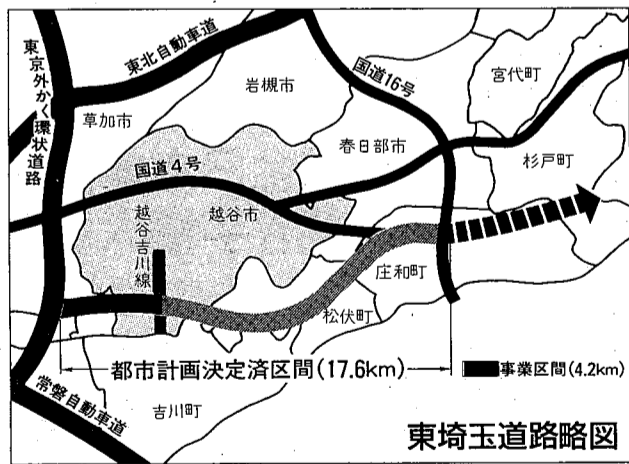 東北自動車道
東京外かく環状道路
草加市
岩槻市
国道16号
宮代町
春日部市
杉戸町
国道4号
越谷吉川線
越谷市
庄和町
松伏町
都市計画決定済区間(17.6km)
事業区間(4.2km)
吉川町
常磐自動車道
東埼玉道路略図